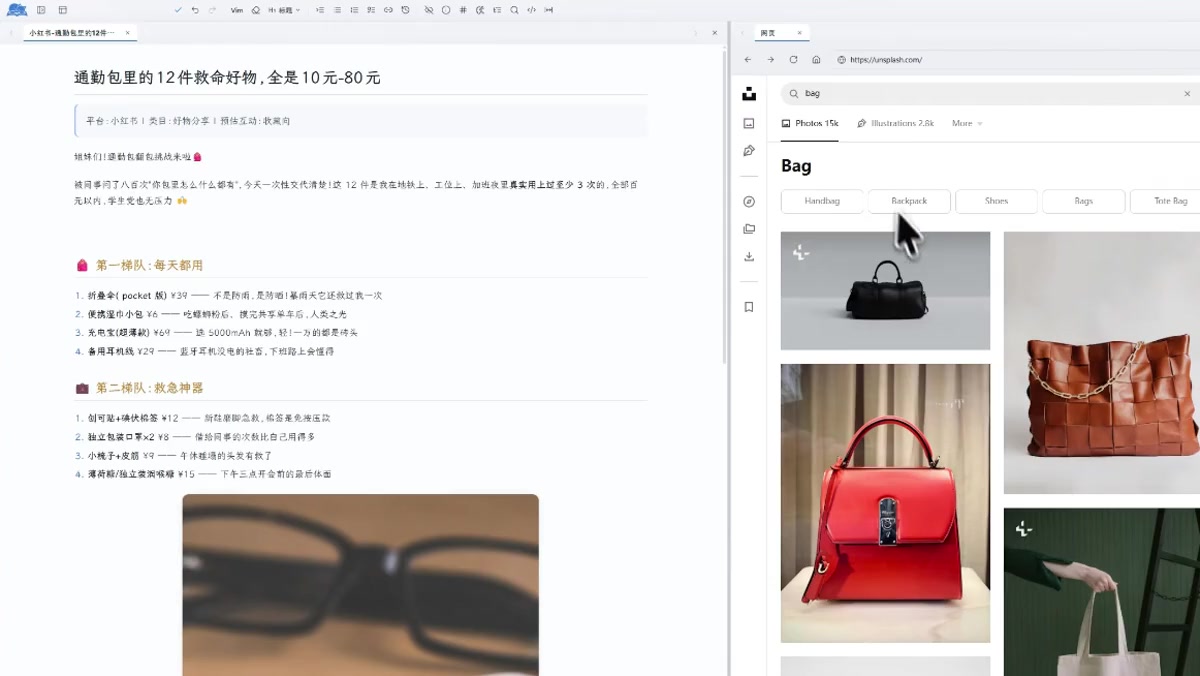 Vim
H₁ 标题
小红书-通勤包里的12件…
网页
https://unsplash.com/
通勤包里的12件救命好物,全是10元-80元
平台:小红书 | 类目:好物分享 | 预估互动:收藏向
姐妹们!通勤包翻包挑战来啦
被同事问了八百次"你包里怎么什么都有",今天一次性交代清楚!这 12 件是我在地铁上、工位上、加班夜里真实用上过至少 3 次的,全部百
元以内,学生党也无压力
第一梯队:每天都用
1. 折叠伞( pocket 版) ¥39 —— 不是防雨,是防晒!暴雨天它还救过我一次
2. 便携湿巾小包 ¥6 —— 吃螺蛳粉后、摸完共享单车后,人类之光
3. 充电宝(超薄款) ¥69 —— 选 5000mAh 就够,轻!一万的都是砖头
4. 备用耳机线 ¥29 —— 蓝牙耳机没电的社畜,下班路上会懂得
第二梯队:救急神器
1. 创可贴+碘伏棉签 ¥12 —— 新鞋磨脚急救,棉签是免按压款
2. 独立包装口罩×2 ¥8 —— 借给同事的次数比自己用得多
3. 小梳子+皮筋 ¥9 —— 午休睡塌的头发有救了
4. 薄荷糖/独立装润喉糖 ¥15 —— 下午三点开会前的最后体面
bag
Photos 15k
Illustrations 2.8k
More
Bag
Handbag
Backpack
Shoes
Bags
Tote Bag